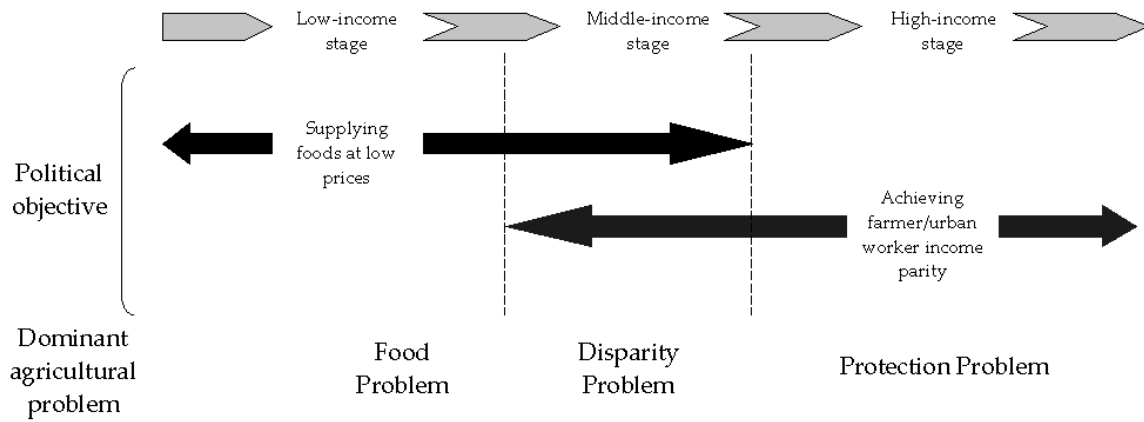 Low-income
stage
Middle-income
stage
High-income
stage
Political
objective
Supplying
foods at low
prices
Achieving
farmer/urban
worker income
parity
Dominant
agricultural
problem
Food
Problem
Disparity
Problem
Protection Problem